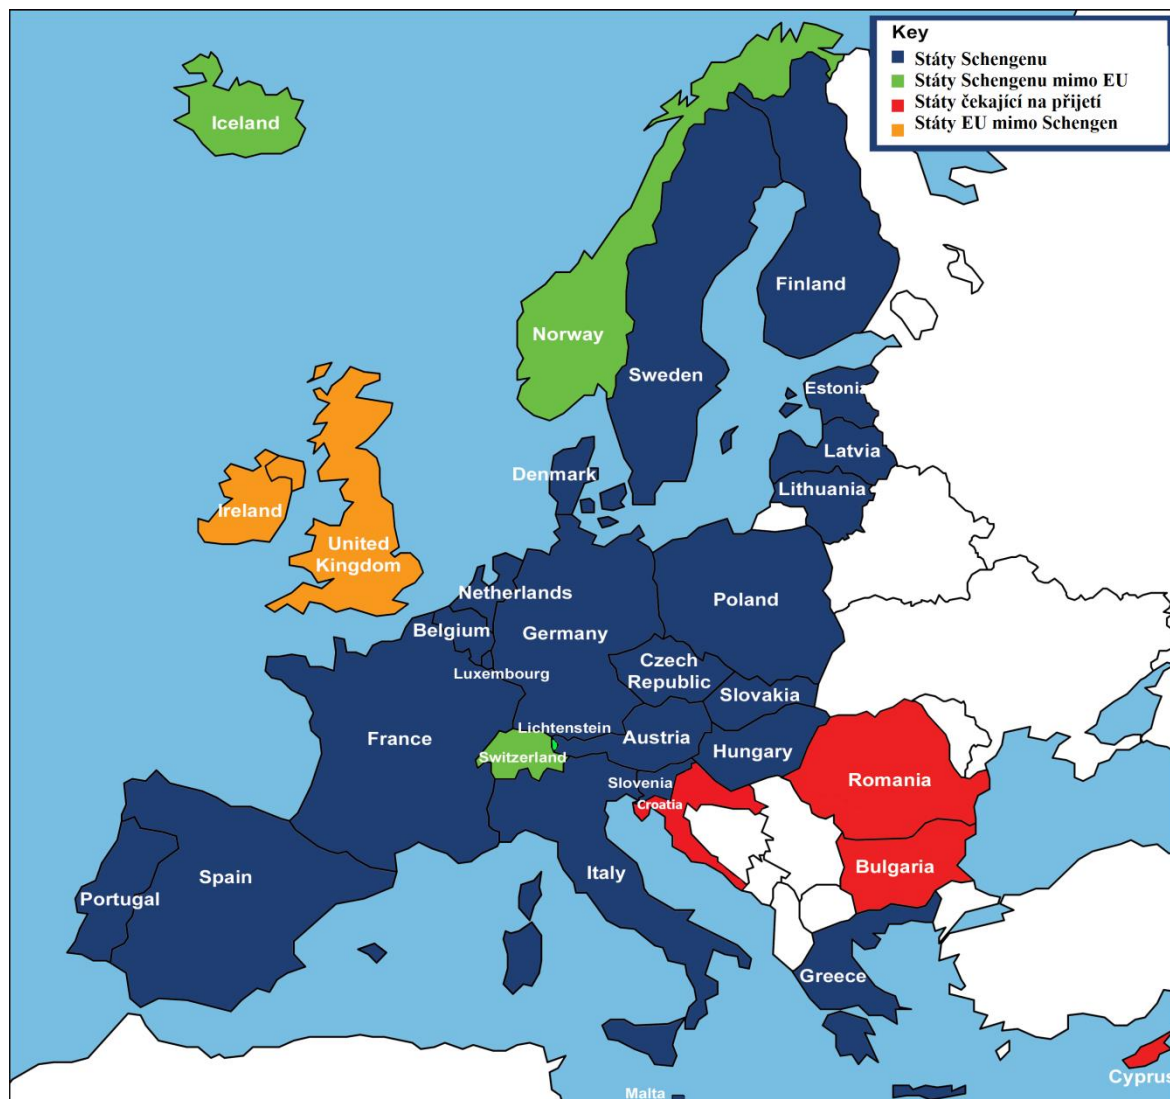 Key
Státy Schengenu
Státy Schengenu mimo EU
Státy čekající na přijetí
Státy EU mimo Schengen
Iceland
Finland
Norway
Sweden
Estonia
Latvia
Denmark
Lithuania
Ireland
United
Kingdom
Netherlands
Poland
Belgium
Germany
Czech
Republic
Luxembourg
Slovakia
Lichtenstein
France
Austria
Hungary
Switzerland
Romania
Slovenia
Croatia
Bulgaria
Italy
Spain
Portugal
Greece
Cyprus
Malta